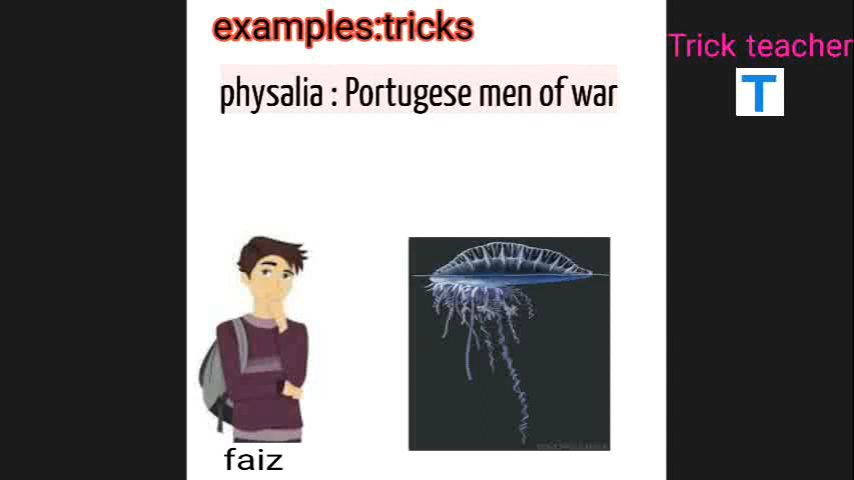 examples:tricks
Trick teacher
T
physalia : Portugese men of war
faiz